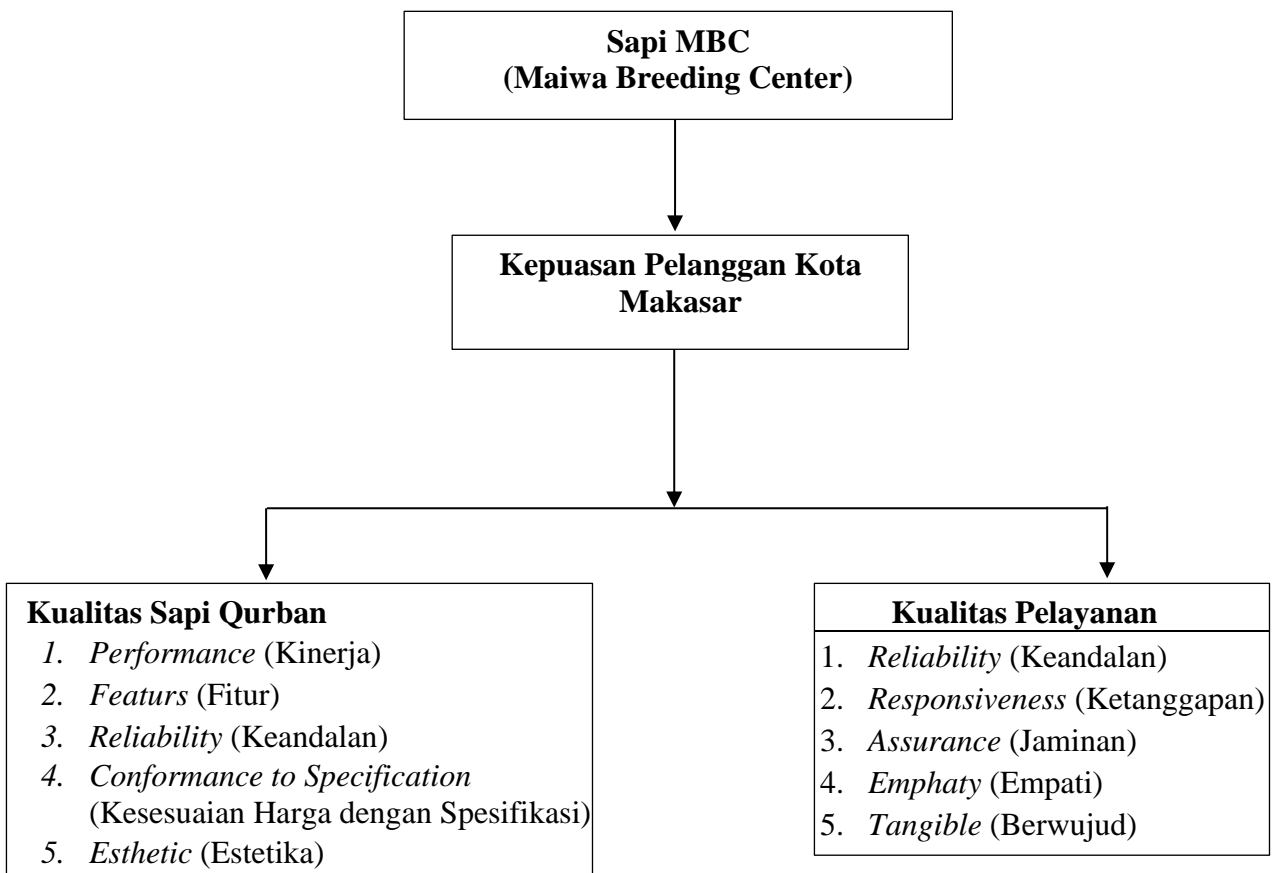 Sapi MBC
(Maiwa Breeding Center)
Kepuasan Pelanggan Kota
Makasar
Kualitas Sapi Qurban
1. Performance (Kinerja)
2. Featurs (Fitur)
3. Reliability (Keandalan)
4. Conformance to Specification
(Kesesuaian Harga dengan Spesifikasi)
5. Esthetic (Estetika)
Kualitas Pelayanan
1. Reliability (Keandalan)
2. Responsiveness (Ketanggapan)
3. Assurance (Jaminan)
4. Emphaty (Empati)
5. Tangible (Berwujud)